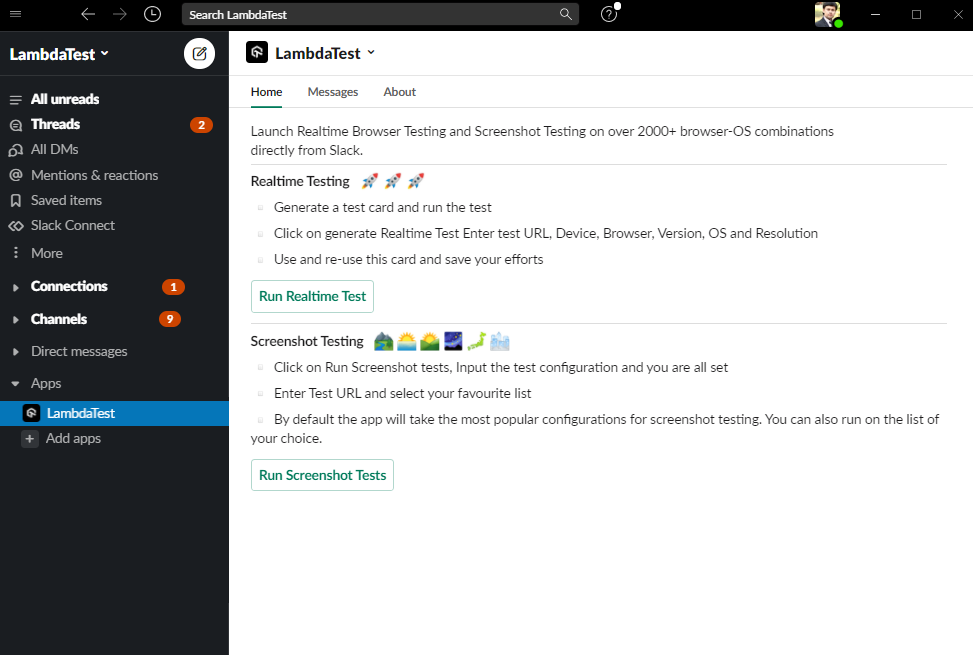 Search LambdaTest
LambdaTest
All unreads
Threads 2
All DMs
Mentions & reactions
Saved items
Slack Connect
More
Connections 1
Channels 9
Direct messages
Apps
LambdaTest
Add apps
LambdaTest
Home Messages About
Launch Realtime Browser Testing and Screenshot Testing on over 2000+ browser-OS combinations
directly from Slack.
Realtime Testing 🚀 🚀 🚀
Generate a test card and run the test
Click on generate Realtime Test Enter test URL, Device, Browser, Version, OS and Resolution
Use and re-use this card and save your efforts
Run Realtime Test
Screenshot Testing
Click on Run Screenshot tests, Input the test configuration and you are all set
Enter Test URL and select your favourite list
By default the app will take the most popular configurations for screenshot testing. You can also run on the list of
your choice.
Run Screenshot Tests